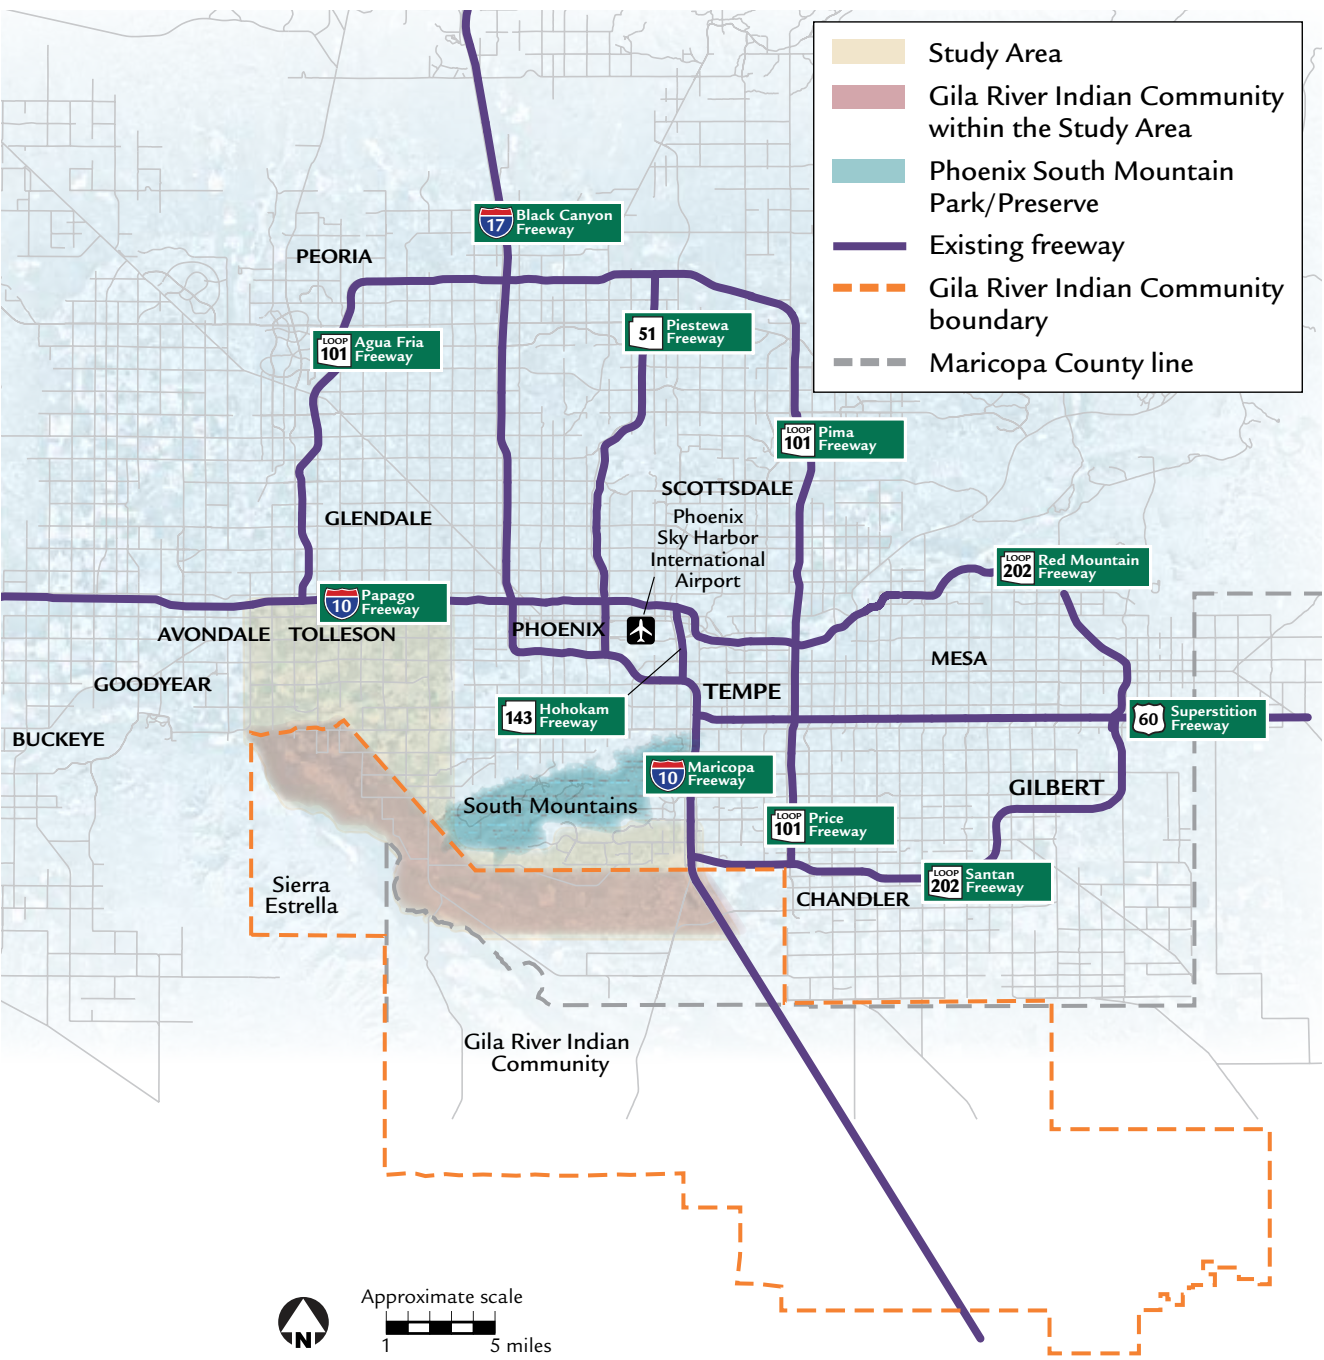 Study Area
Gila River Indian Community
within the Study Area
Phoenix South Mountain
Park/Preserve
Existing freeway
Gila River Indian Community
boundary
Maricopa County line
17
Black Canyon
Freeway
PEORIA
LOOP
101
Agua Fria
Freeway
51
Piestewa
Freeway
LOOP
101
Pima
Freeway
SCOTTSDALE
GLENDALE
Phoenix
Sky Harbor
International
Airport
LOOP
202
Red Mountain
Freeway
10
Papago
Freeway
AVONDALE
TOLLESON
PHOENIX
MESA
GOODYEAR
TEMPE
143
Hohokam
Freeway
60
Superstition
Freeway
BUCKEYE
10
Maricopa
Freeway
GILBERT
South Mountains
LOOP
101
Price
Freeway
LOOP
202
Santan
Freeway
Sierra
Estrella
CHANDLER
Gila River Indian
Community
N
Approximate scale
1
5 miles